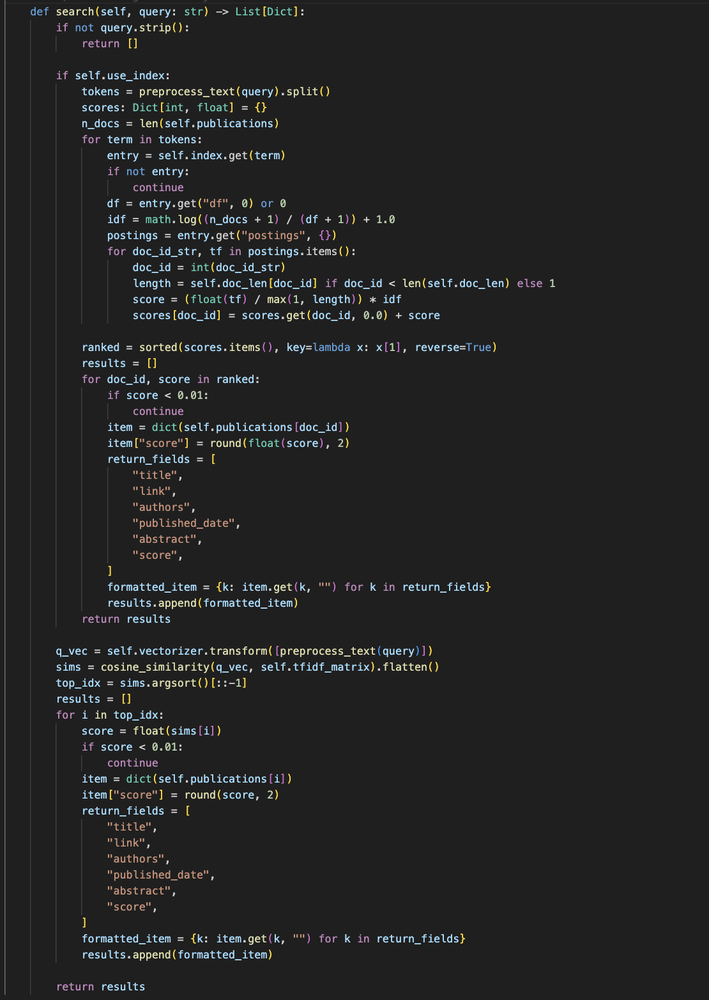 def search(self, query: str) -> List[Dict]:
    if not query.strip():
        return []

    if self.use_index:
        tokens = preprocess_text(query).split()
        scores: Dict[int, float] = {}
        n_docs = len(self.publications)
        for term in tokens:
            entry = self.index.get(term)
            if not entry:
                continue
            df = entry.get("df", 0) or 0
            idf = math.log((n_docs + 1) / (df + 1)) + 1.0
            postings = entry.get("postings", {})
            for doc_id_str, tf in postings.items():
                doc_id = int(doc_id_str)
                length = self.doc_len[doc_id] if doc_id < len(self.doc_len) else 1
                score = (float(tf) / max(1, length)) * idf
                scores[doc_id] = scores.get(doc_id, 0.0) + score

        ranked = sorted(scores.items(), key=lambda x: x[1], reverse=True)
        results = []
        for doc_id, score in ranked:
            if score < 0.01:
                continue
            item = dict(self.publications[doc_id])
            item["score"] = round(float(score), 2)
            return_fields = [
                "title",
                "link",
                "authors",
                "published_date",
                "abstract",
                "score",
            ]
            formatted_item = {k: item.get(k, "") for k in return_fields}
            results.append(formatted_item)
        return results

    q_vec = self.vectorizer.transform([preprocess_text(query)])
    sims = cosine_similarity(q_vec, self.tfidf_matrix).flatten()
    top_idx = sims.argsort()[::-1]
    results = []
    for i in top_idx:
        score = float(sims[i])
        if score < 0.01:
            continue
        item = dict(self.publications[i])
        item["score"] = round(score, 2)
        return_fields = [
            "title",
            "link",
            "authors",
            "published_date",
            "abstract",
            "score",
        ]
        formatted_item = {k: item.get(k, "") for k in return_fields}
        results.append(formatted_item)

    return results